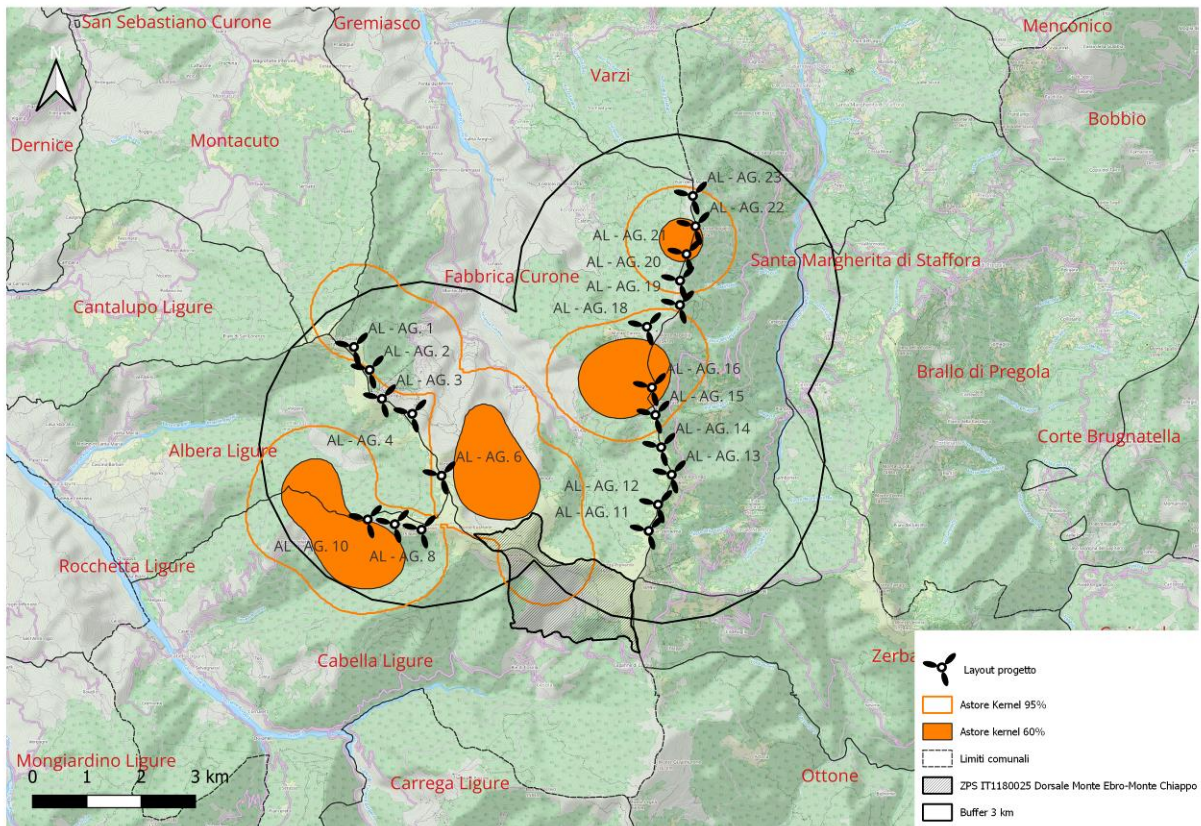 San Sebastiano Curone
Gremiasco
Menconico
N
Varzi
Bobbio
Dernice
Montacuto
AL - AG. 23
AL - AG. 22
AL - AG. 21
AL - AG. 20
Santa Margherita di Staffora
Fabbrica Curone
AL - AG. 19
AL - AG. 18
Cantalupo Ligure
AL - AG. 1
AL - AG. 2
AL - AG. 3
AL - AG. 16
AL - AG. 15
Brallo di Pregola
AL - AG. 4
AL - AG. 14
Corte Brugnatella
Albera Ligure
AL - AG. 6
AL - AG. 13
AL - AG. 12
AL - AG. 11
AL - AG. 10
AL - AG. 8
Rocchetta Ligure
Cabella Ligure
Zerba
Mongiardino Ligure
Carrega Ligure
Ottone
0 1 2 3 km
Layout progetto
Astore Kernel 95%
Astore kernel 60%
Limiti comunali
ZPS IT1180025 Dorsale Monte Ebro-Monte Chiappo
Buffer 3 km